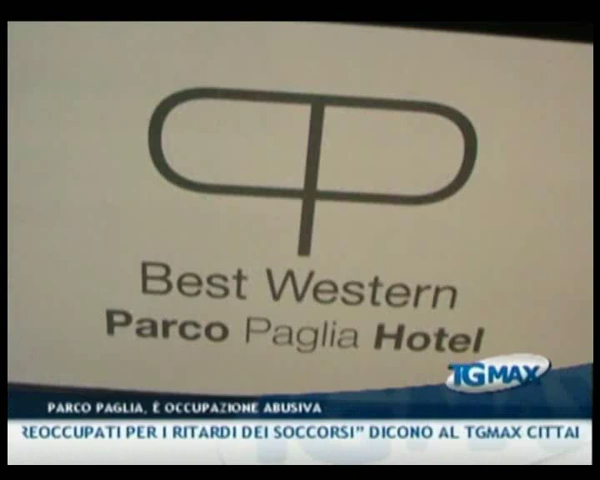 Best Western
Parco Paglia Hotel
TGMAX
PARCO PAGLIA, È OCCUPAZIONE ABUSIVA
REOCCUPATI PER I RITARDI DEI SOCCORSI” DICONO AL TGMAX CITTAI